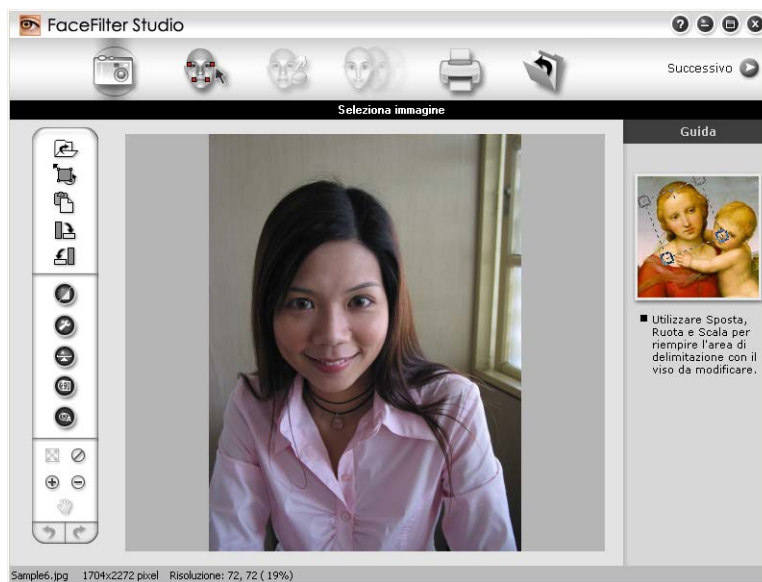 FaceFilter Studio
Successivo
Seleziona immagine
Guida
Utilizzare Sposta,
Ruota e Scala per
riempire l'area di
delimitazione con il
viso da modificare.
Sample6.jpg 1704x2272 pixel Risoluzione: 72, 72 ( 19%)